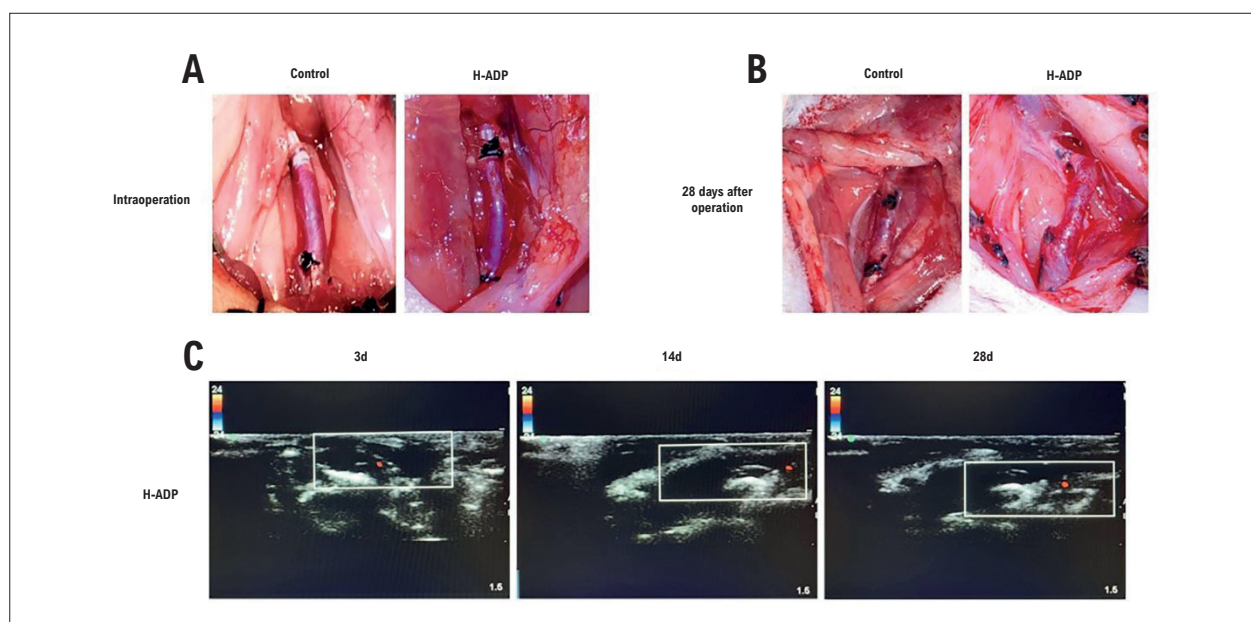 A
B
Control
H-ADP
Control
H-ADP
Intraoperation
28 days after
operation
C
3d
14d
28d
24
24
24
H-ADP
1.5
1.5
1.5